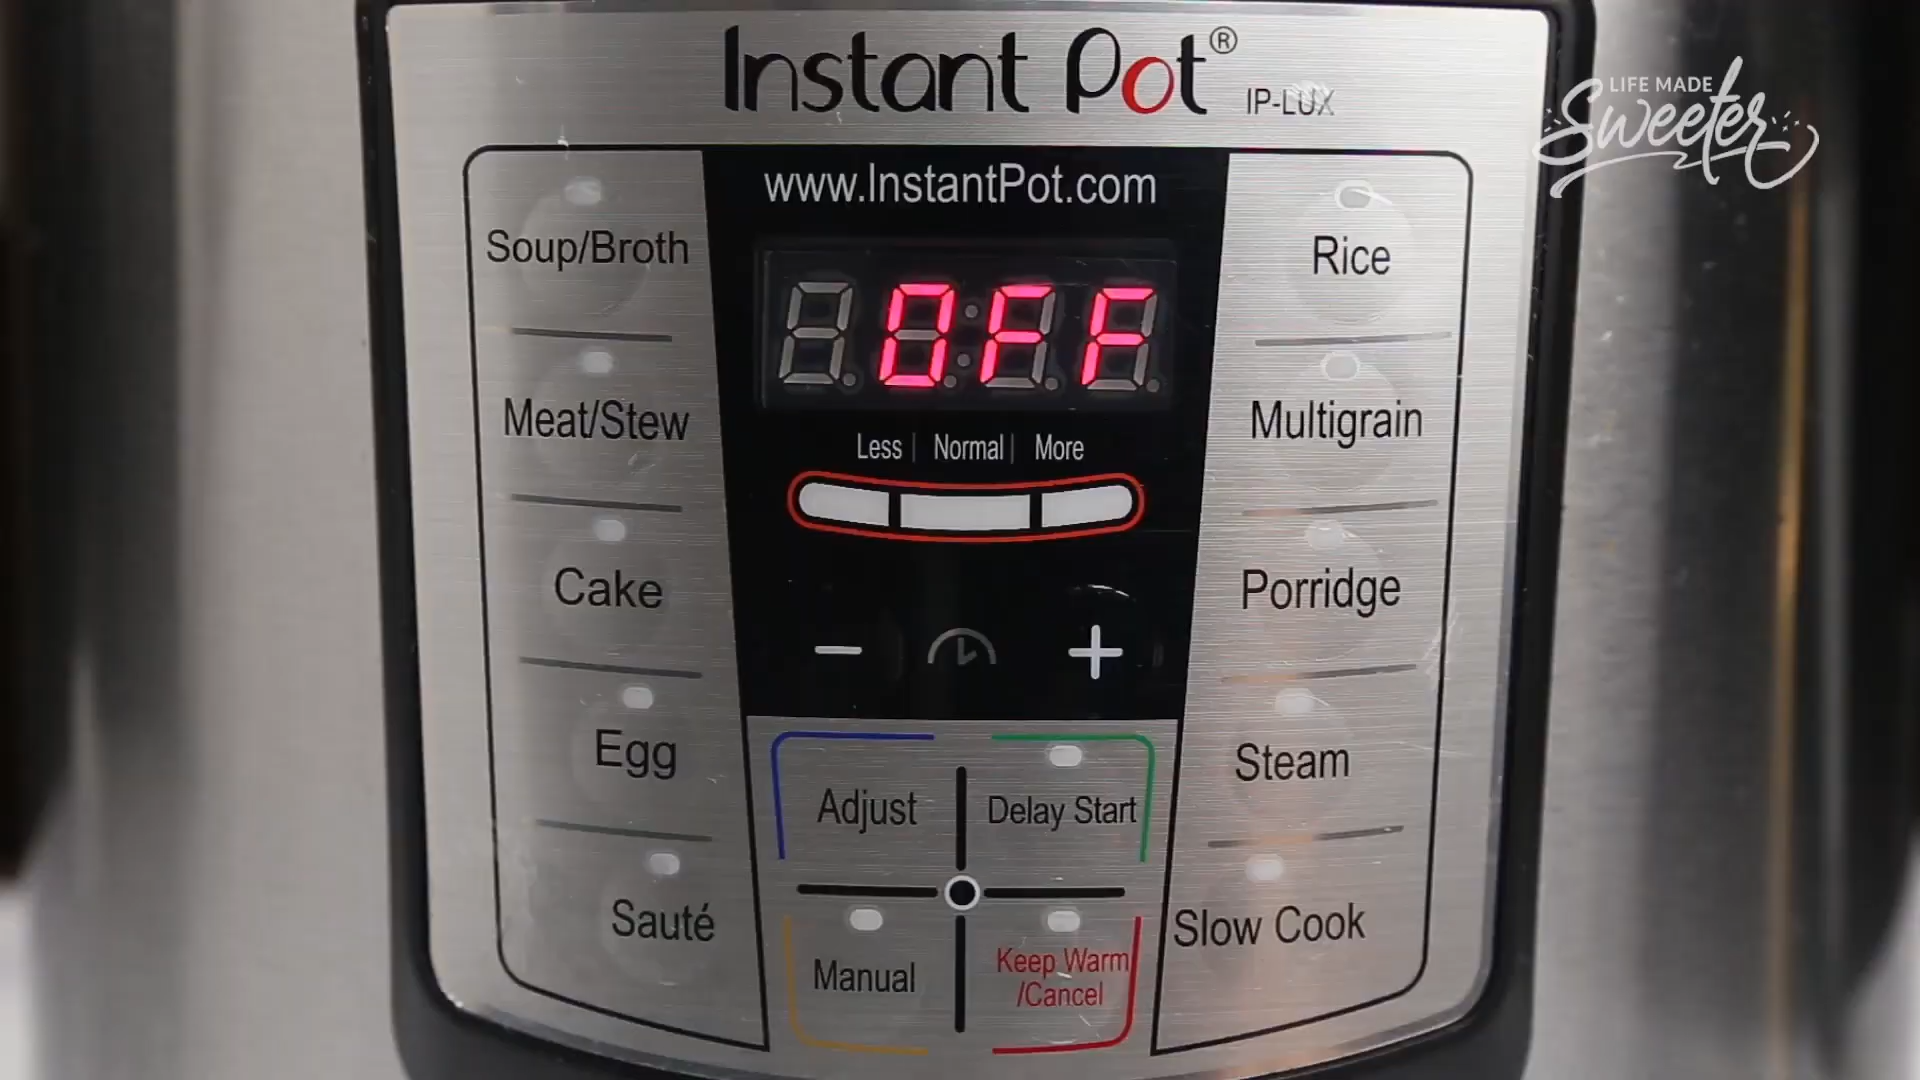 Instant Pot® IP-LUX
LIFE MADE
Sweeter
www.InstantPot.com
OFF
Less | Normal | More
Soup/Broth
Meat/Stew
Cake
Egg
Sauté
Rice
Multigrain
Porridge
Steam
Slow Cook
Adjust
Delay Start
Manual
Keep Warm
/Cancel